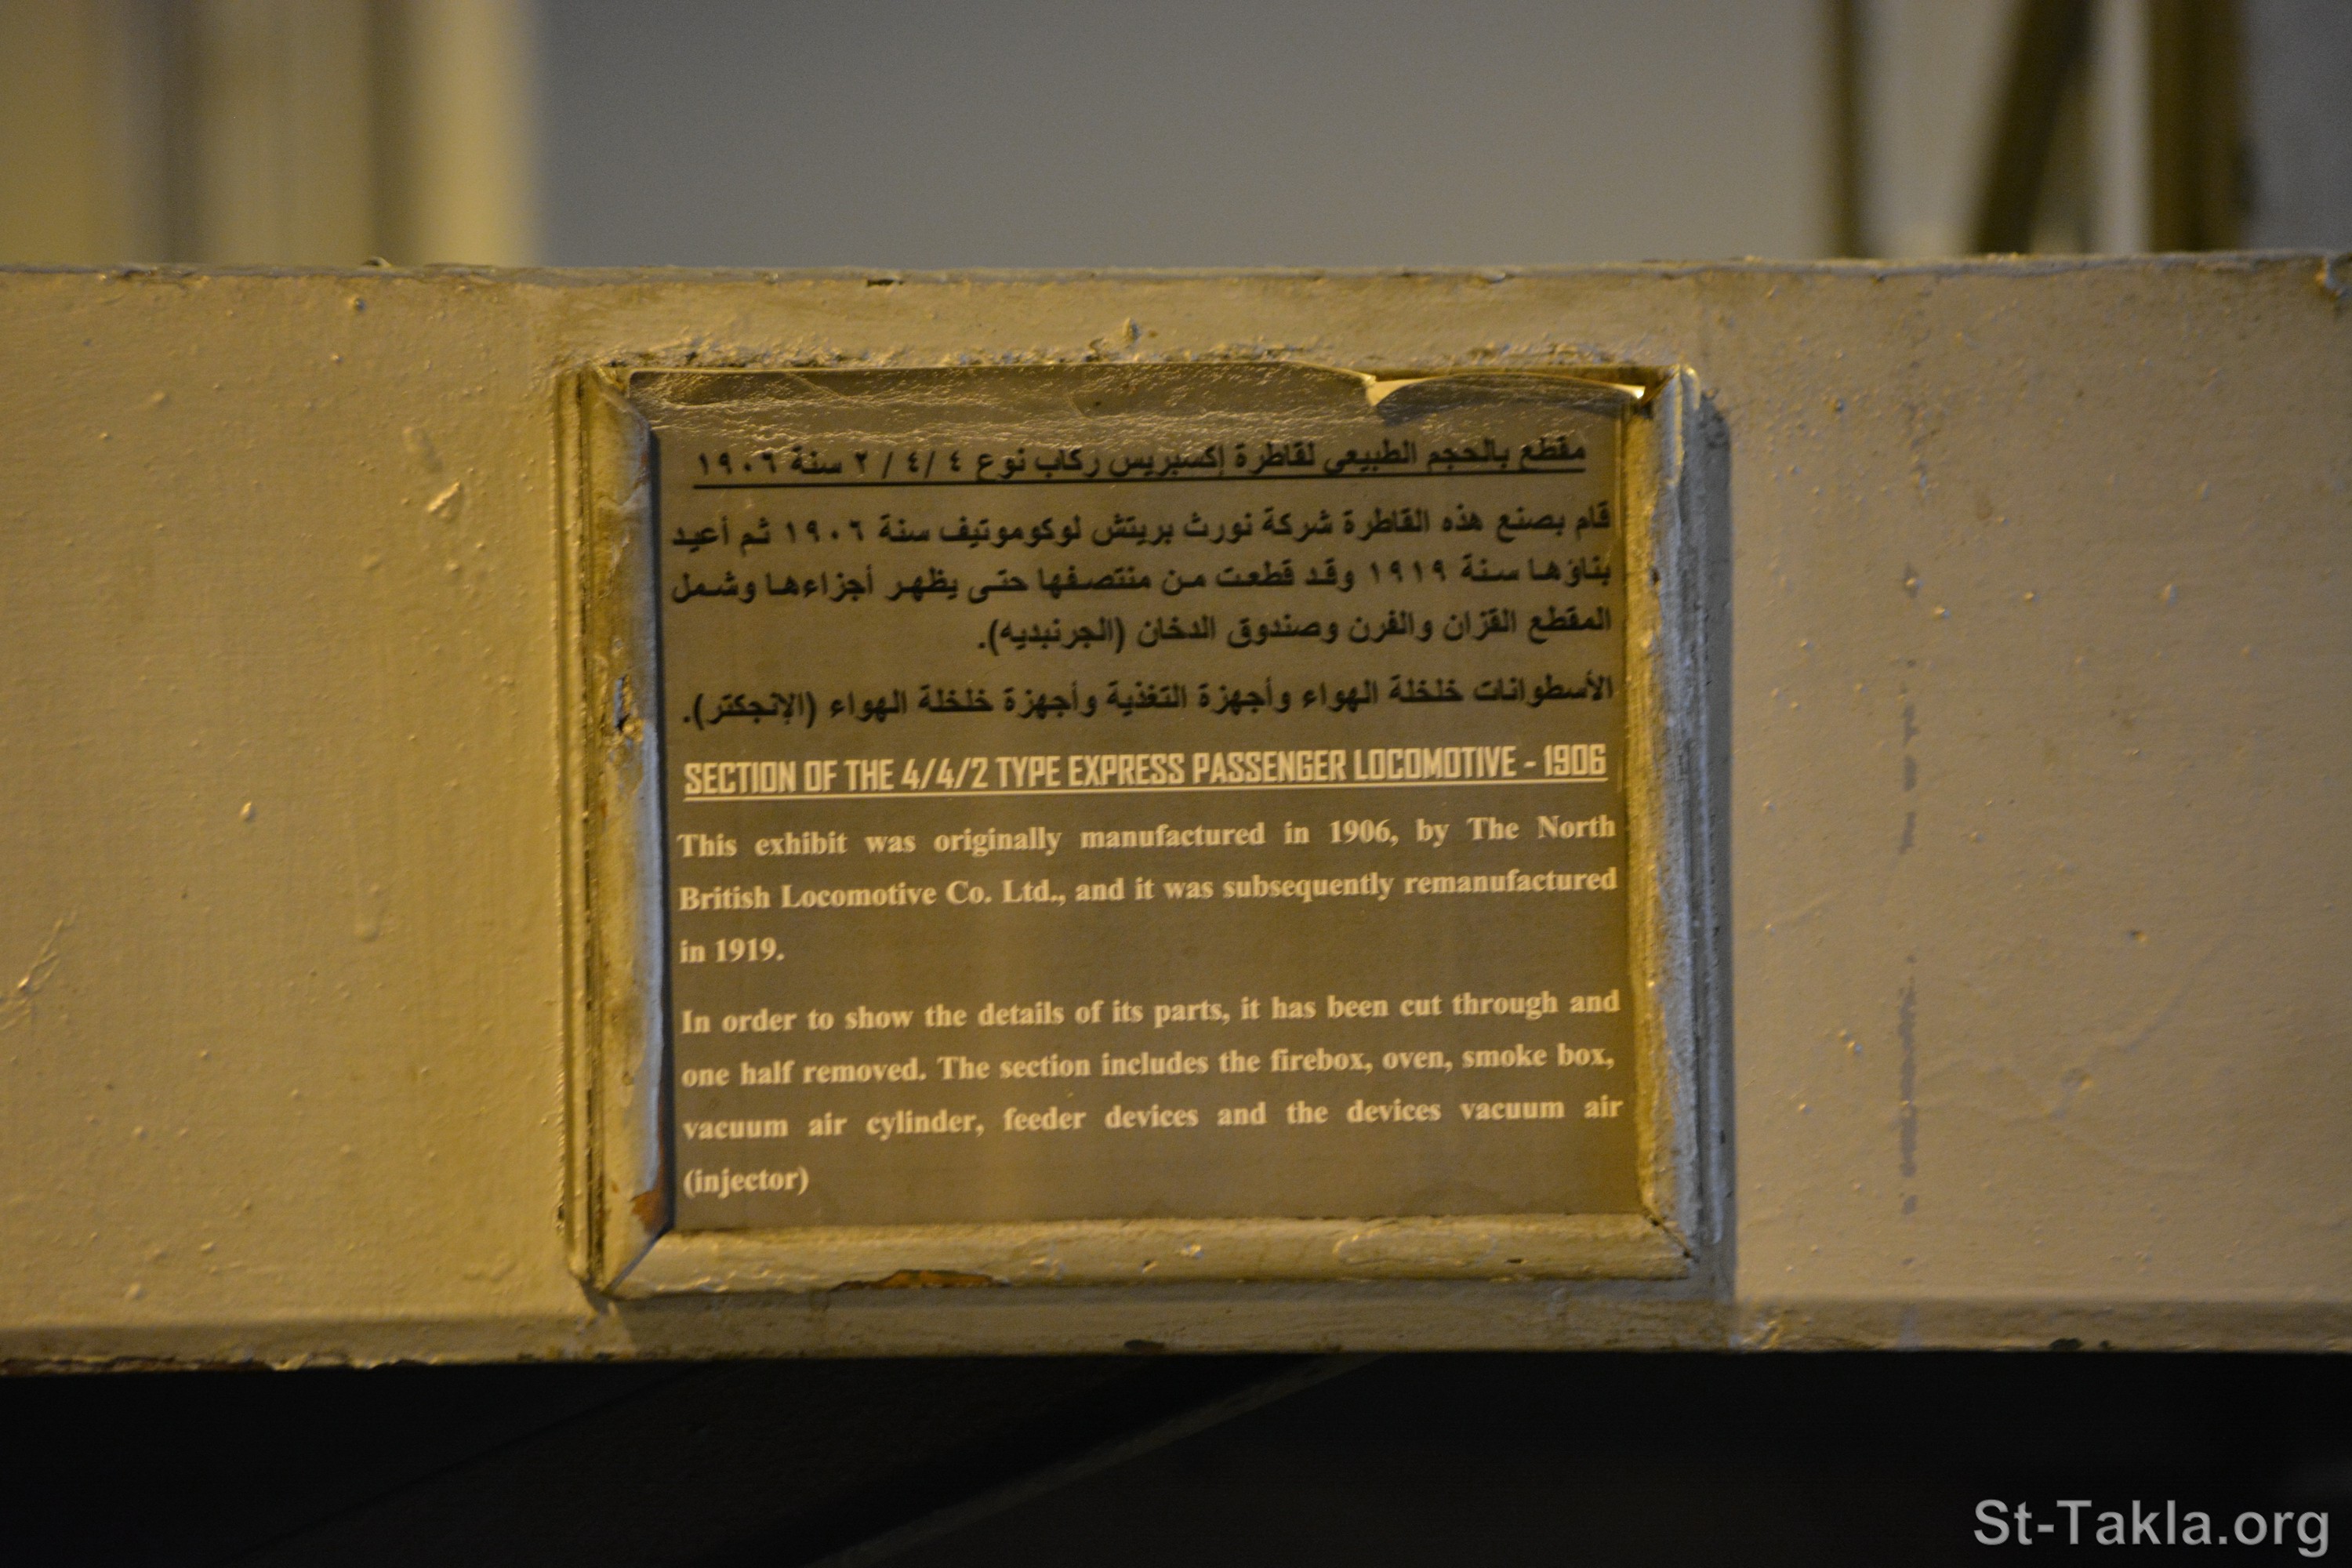 مقطع بالحجم الطبيعى لقاطرة إكسبريس ركاب نوع ٤ /٤ / ٢ سنة ١٩٠٦
قام بصنع هذه القاطرة شركة نورث بريتش لوكوموتيف سنة ١٩٠٦ ثم أعيد
بناؤها سنة ١٩١٩ وقد قطعت من منتصفها حتى يظهر أجزاءها وشمل
المقطع القزان والفرن وصندوق الدخان (الجرنبديه).
الأسطوانات خلخلة الهواء وأجهزة التغذية وأجهزة خلخلة الهواء (الإنجكتر).
SECTION OF THE 4/4/2 TYPE EXPRESS PASSENGER LOCOMOTIVE - 1906
This exhibit was originally manufactured in 1906, by The North
British Locomotive Co. Ltd., and it was subsequently remanufactured
in 1919.
In order to show the details of its parts, it has been cut through and
one half removed. The section includes the firebox, oven, smoke box,
vacuum air cylinder, feeder devices and the devices vacuum air
(injector)
St-Takla.org